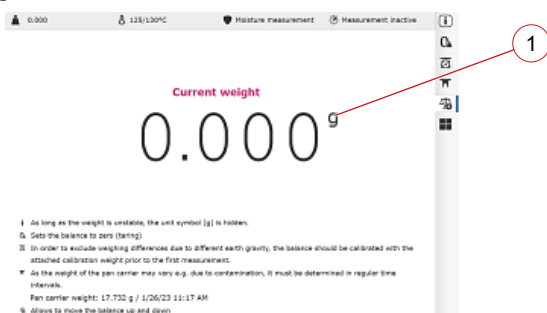 0.000 125/130°C Moisture measurement Measurement inactive
1
Current weight
0.000 g
As long as the weight is unstable, the unit symbol [g] is hidden.
Sets the balance to zero (taring)
In order to exclude weighing differences due to different earth gravity, the balance should be calibrated with the
attached calibration weight prior to the first measurement.
As the weight of the pan carrier may vary e.g. due to contamination, it must be determined in regular time
intervals.
Pan carrier weight: 17.732 g / 1/26/23 11:17 AM
Allows to move the balance up and down